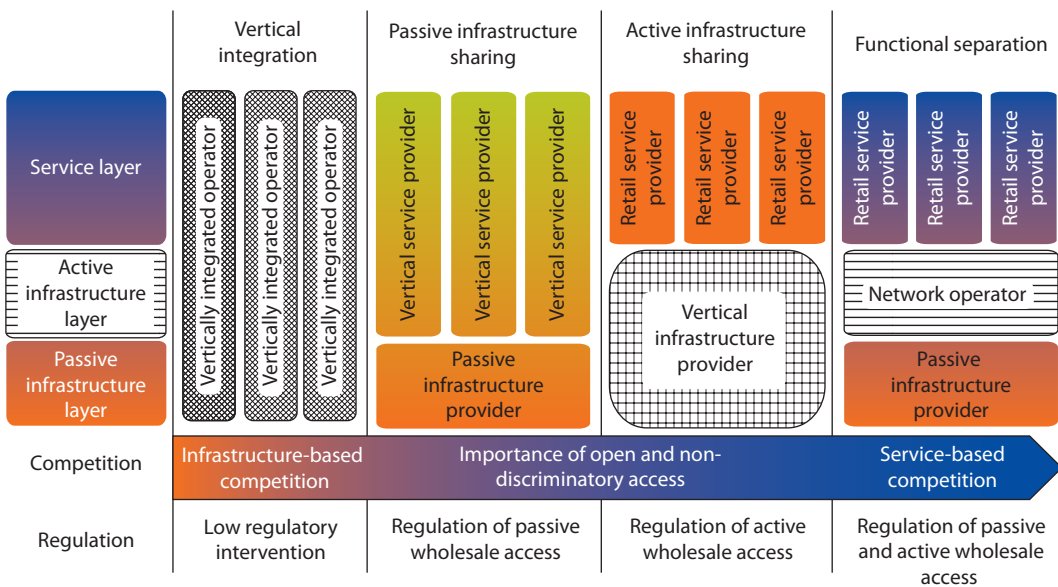 Vertical
integration
Passive infrastructure
sharing
Active infrastructure
sharing
Functional separation
Service layer
Active
infrastructure
layer
Passive
infrastructure
layer
Vertically integrated operator
Vertically integrated operator
Vertically integrated operator
Vertical service provider
Vertical service provider
Vertical service provider
Passive
infrastructure
provider
Retail service
provider
Retail service
provider
Retail service
provider
Vertical
infrastructure
provider
Retail service
provider
Retail service
provider
Retail service
provider
Network operator
Passive
infrastructure
provider
Competition
Infrastructure-based
competition
Importance of open and non-
discriminatory access
Service-based
competition
Regulation
Low regulatory
intervention
Regulation of passive
wholesale access
Regulation of active
wholesale access
Regulation of passive
and active wholesale
access